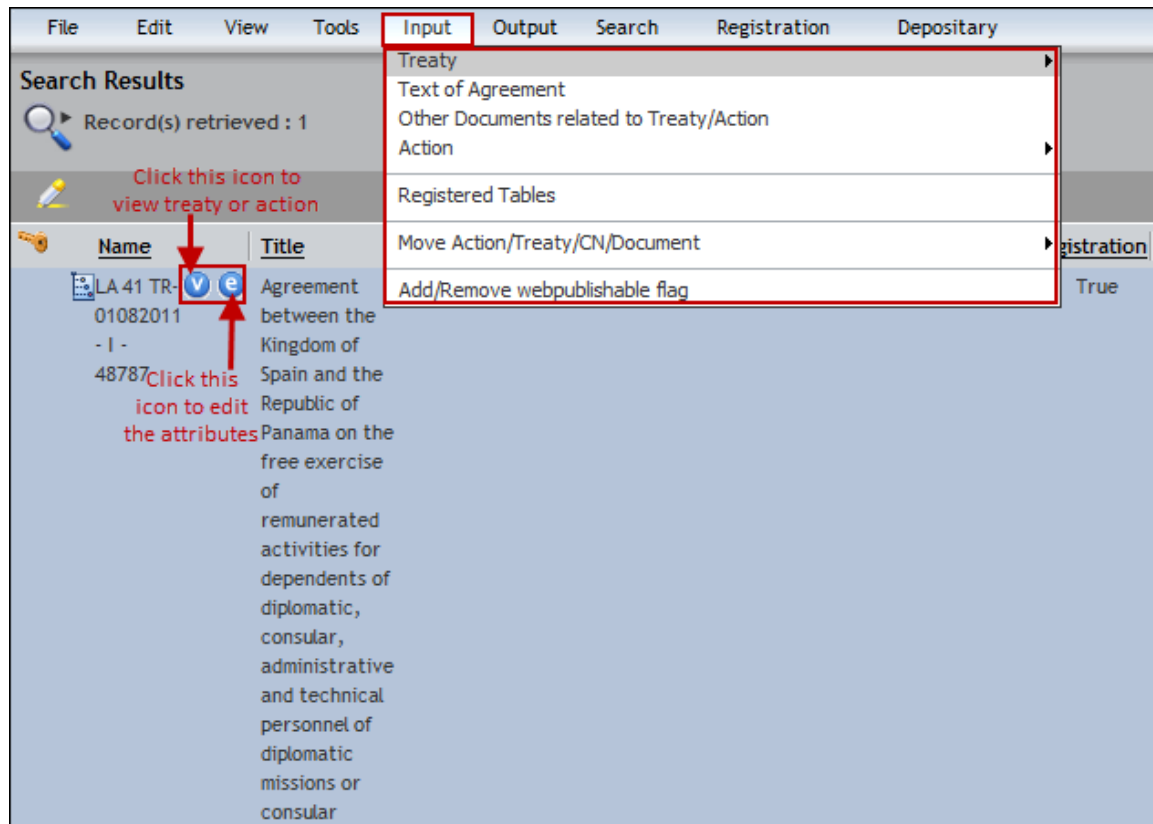 File Edit View Tools Input Output Search Registration Depositary
Search Results
Record(s) retrieved : 1
Treaty
Text of Agreement
Other Documents related to Treaty/Action
Action
Registered Tables
Move Action/Treaty/CN/Document
Add/Remove webpublishable flag
Click this icon to
view treaty or action
Name Title gistration
LA 41 TR-
01082011
- I -
48787
V e
Click this
icon to edit
the attributes
Agreement
between the
Kingdom of
Spain and the
Republic of
Panama on the
free exercise
of
remunerated
activities for
dependents of
diplomatic,
consular,
administrative
and technical
personnel of
diplomatic
missions or
consular
True